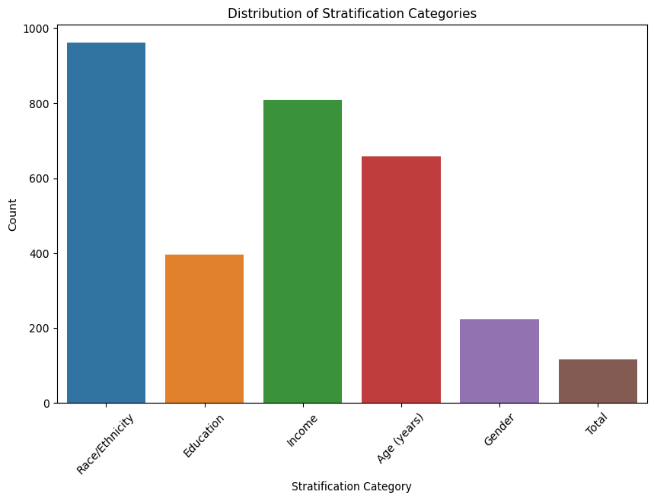 Distribution of Stratification Categories
1000
800
600
400
200
0
Count
Race/Ethnicity
Education
Income
Age (years)
Gender
Total
Stratification Category